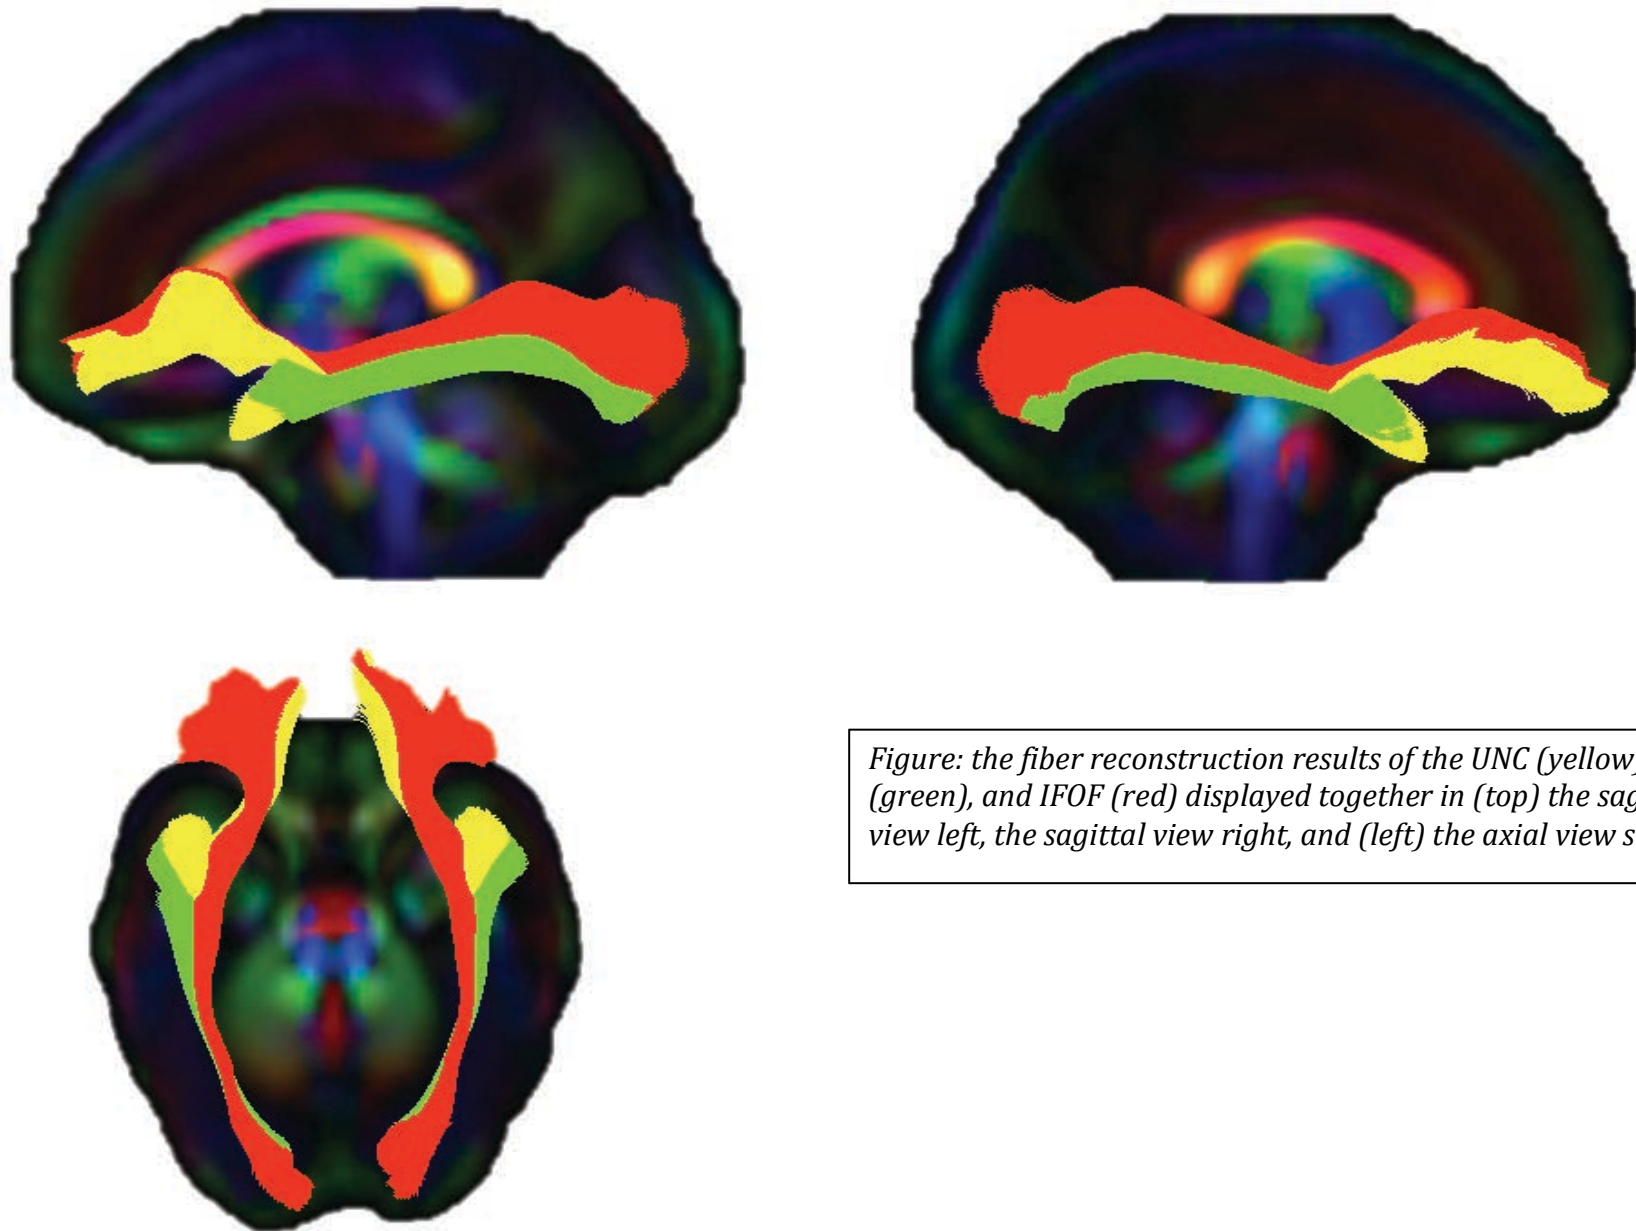 Figure: the fiber reconstruction results of the UNC (yellow)
(green), and IFOF (red) displayed together in (top) the sag
view left, the sagittal view right, and (left) the axial view s